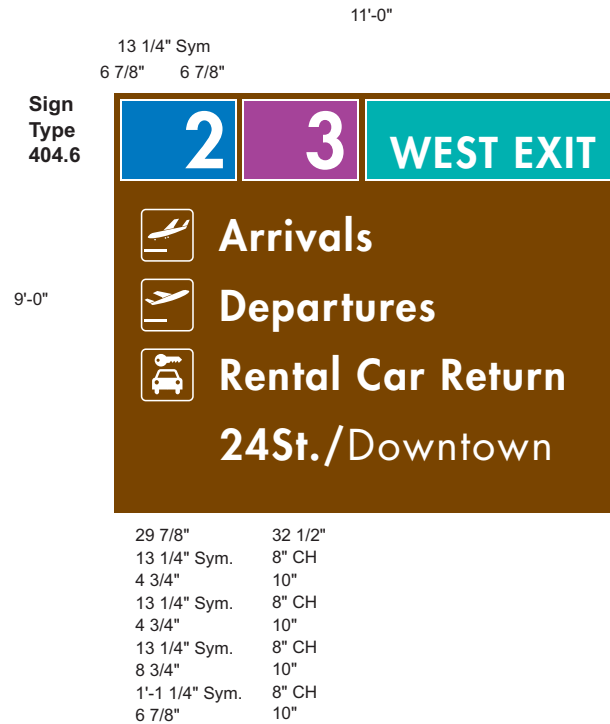 11'-0"
13 1/4" Sym
6 7/8" 6 7/8"
Sign
Type
404.6
2 3 WEST EXIT
Arrivals
Departures
9'-0"
Rental Car Return
24St./Downtown
29 7/8" 32 1/2"
13 1/4" Sym. 8" CH
4 3/4" 10"
13 1/4" Sym. 8" CH
4 3/4" 10"
13 1/4" Sym. 8" CH
8 3/4" 10"
1'-1 1/4" Sym. 8" CH
6 7/8" 10"